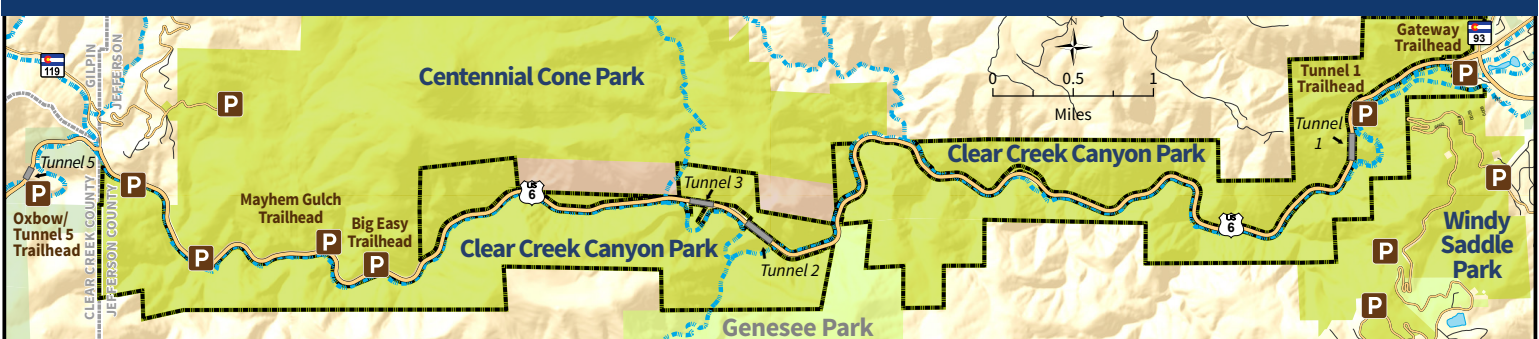 119
GILPIN
JEFFERSON
Centennial Cone Park
N
0 0.5 1
Miles
Gateway
Trailhead
93
Tunnel 1
Trailhead
Tunnel
1
P
P
P
Tunnel 5
P
P
Oxbow/
Tunnel 5
Trailhead
CLEAR CREEK COUNTY
JEFFERSON COUNTY
Mayhem Gulch
Trailhead
P
P
Big Easy
Trailhead
P
US
6
Tunnel 3
Clear Creek Canyon Park
Tunnel 2
Genesee Park
Clear Creek Canyon Park
US
6
P
P
P
Windy
Saddle
Park